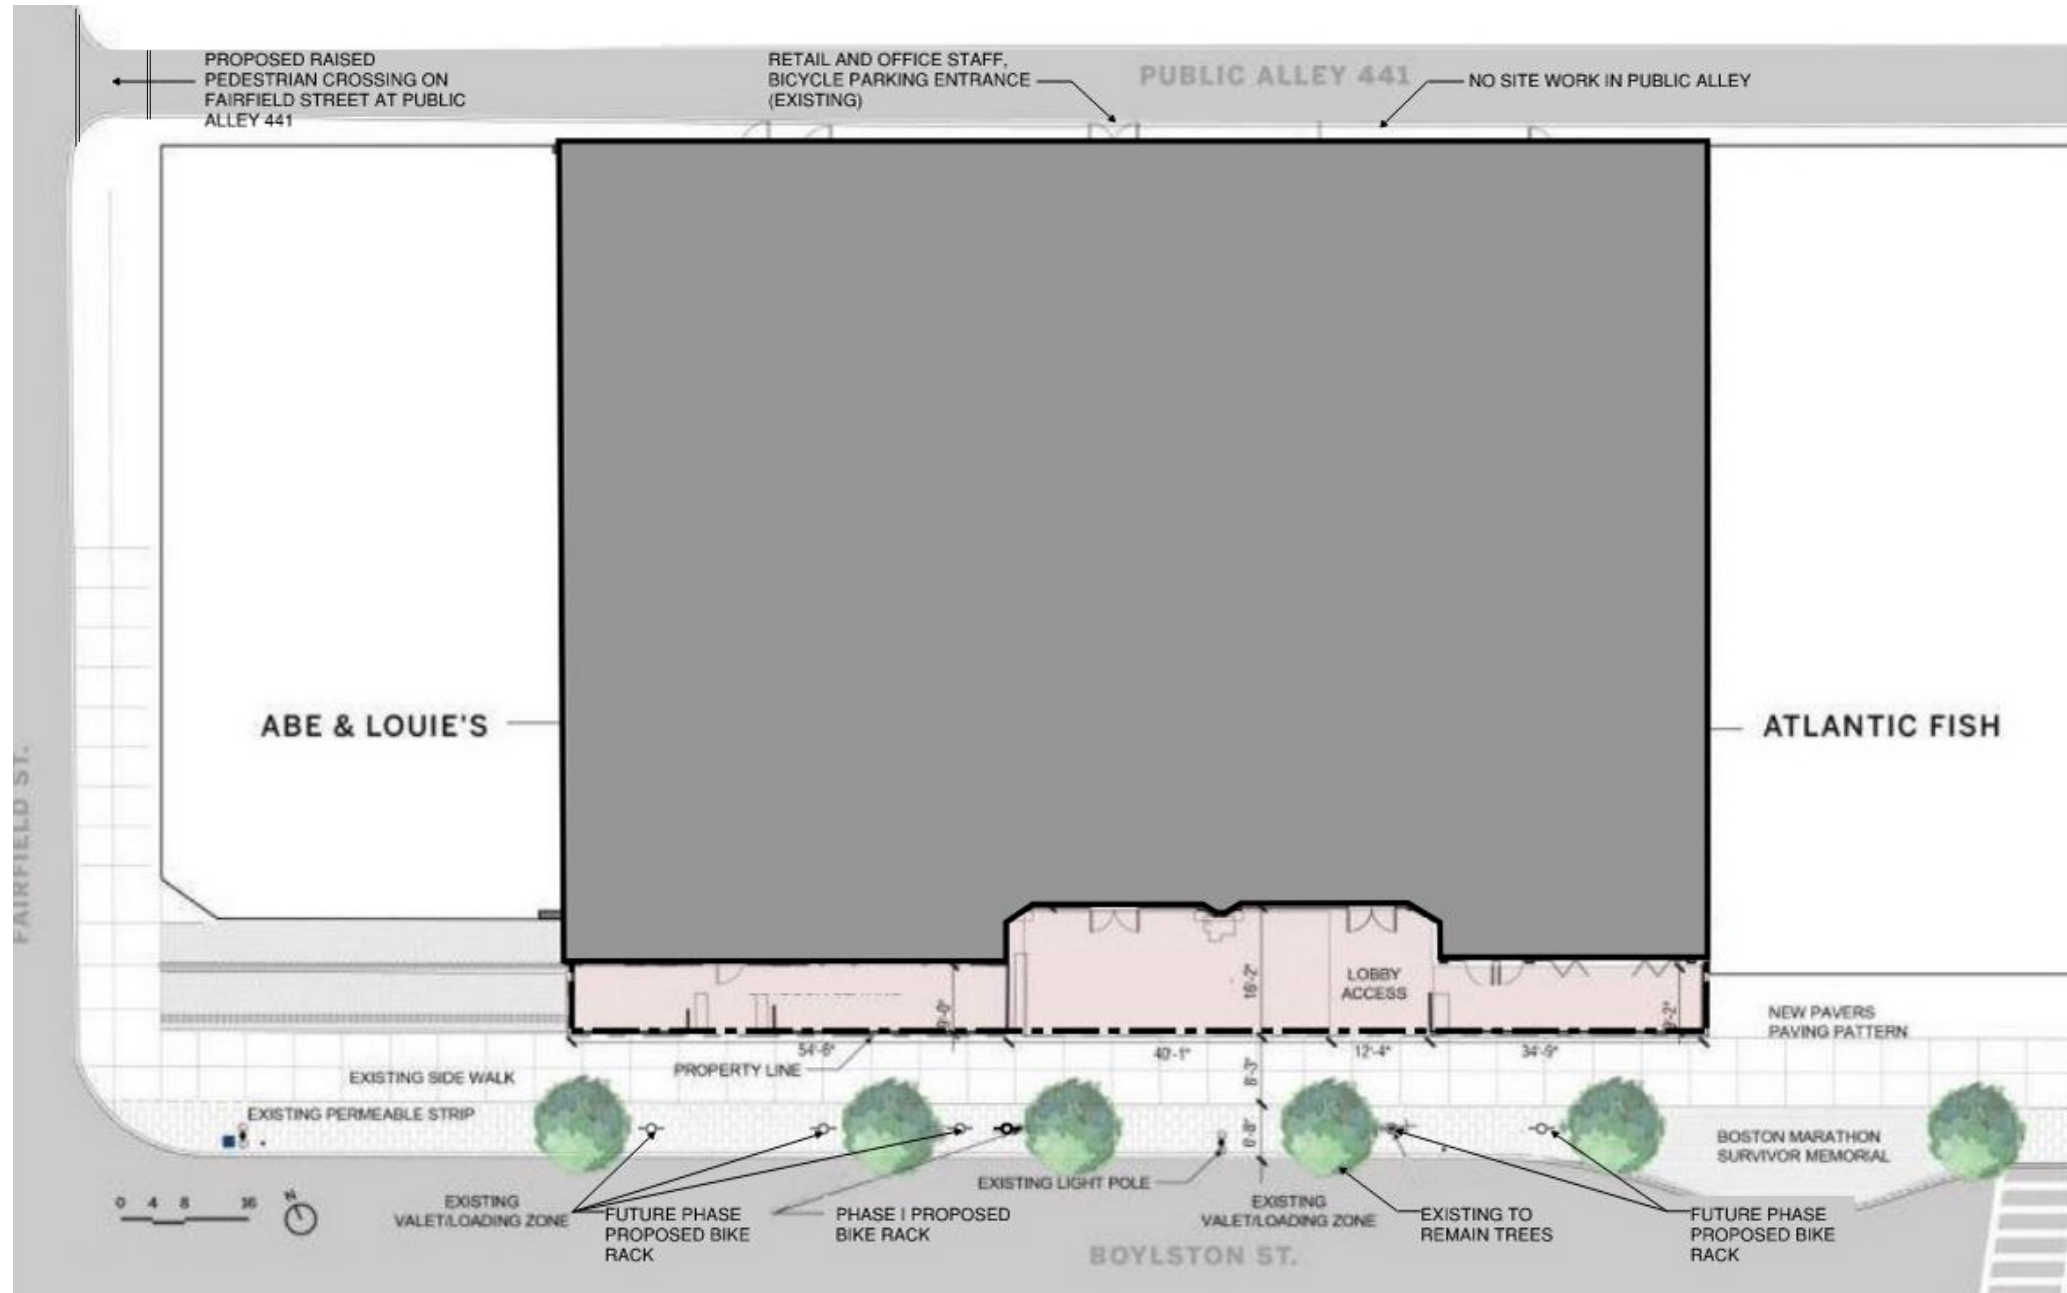 PROPOSED RAISED
PEDESTRIAN CROSSING ON
FAIRFIELD STREET AT PUBLIC
ALLEY 441
RETAIL AND OFFICE STAFF,
BICYCLE PARKING ENTRANCE
(EXISTING)
PUBLIC ALLEY 441
NO SITE WORK IN PUBLIC ALLEY
ABE & LOUIE'S
ATLANTIC FISH
FAIRFIELD ST.
LOBBY
ACCESS
16'-2"
9'-0"
NEW PAVERS
PAVING PATTERN
54'-6"
40'-1"
12'-4"
34'-9"
PROPERTY LINE
8'-3"
EXISTING SIDE WALK
EXISTING PERMEABLE STRIP
6'-8"
BOSTON MARATHON
SURVIVOR MEMORIAL
EXISTING LIGHT POLE
0 4 8 16
N
EXISTING
VALET/LOADING ZONE
FUTURE PHASE
PROPOSED BIKE
RACK
PHASE I PROPOSED
BIKE RACK
EXISTING
VALET/LOADING ZONE
EXISTING TO
REMAIN TREES
FUTURE PHASE
PROPOSED BIKE
RACK
BOYLSTON ST.